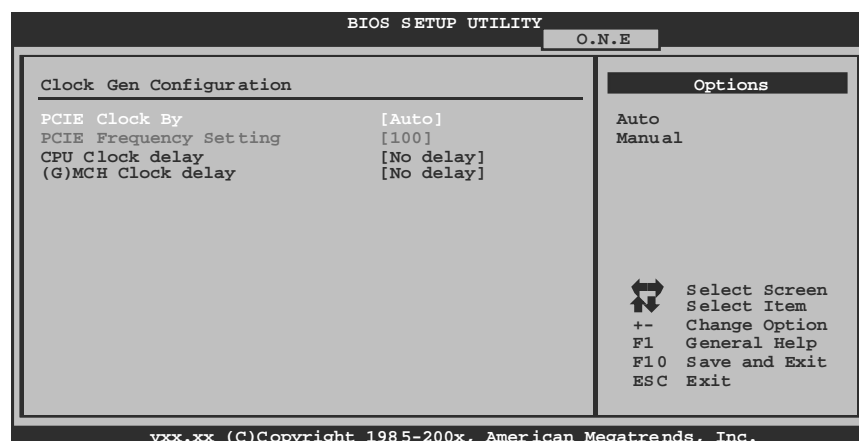 BIOS SETUP UTILITY
O.N.E
Clock Gen Configuration
PCIE Clock By [Auto]
PCIE Frequency Setting [100]
CPU Clock delay [No delay]
(G)MCH Clock delay [No delay]
Options
Auto
Manual
Select Screen
Select Item
+- Change Option
F1 General Help
F10 Save and Exit
ESC Exit
vxx.xx (C)Copyright 1985-200x, American Megatrends, Inc.